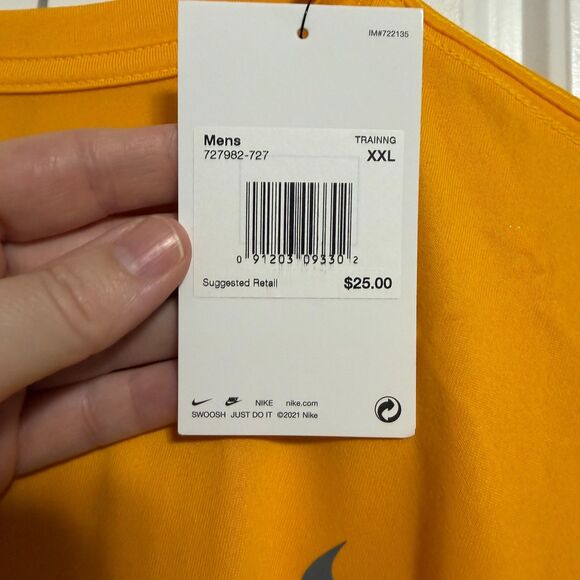 IM#722135
Mens TRAINNG
727982-727 XXL
0 91203 09330 2
Suggested Retail $25.00
NIKE nike.com
SWOOSH JUST DO IT ©2021 Nike